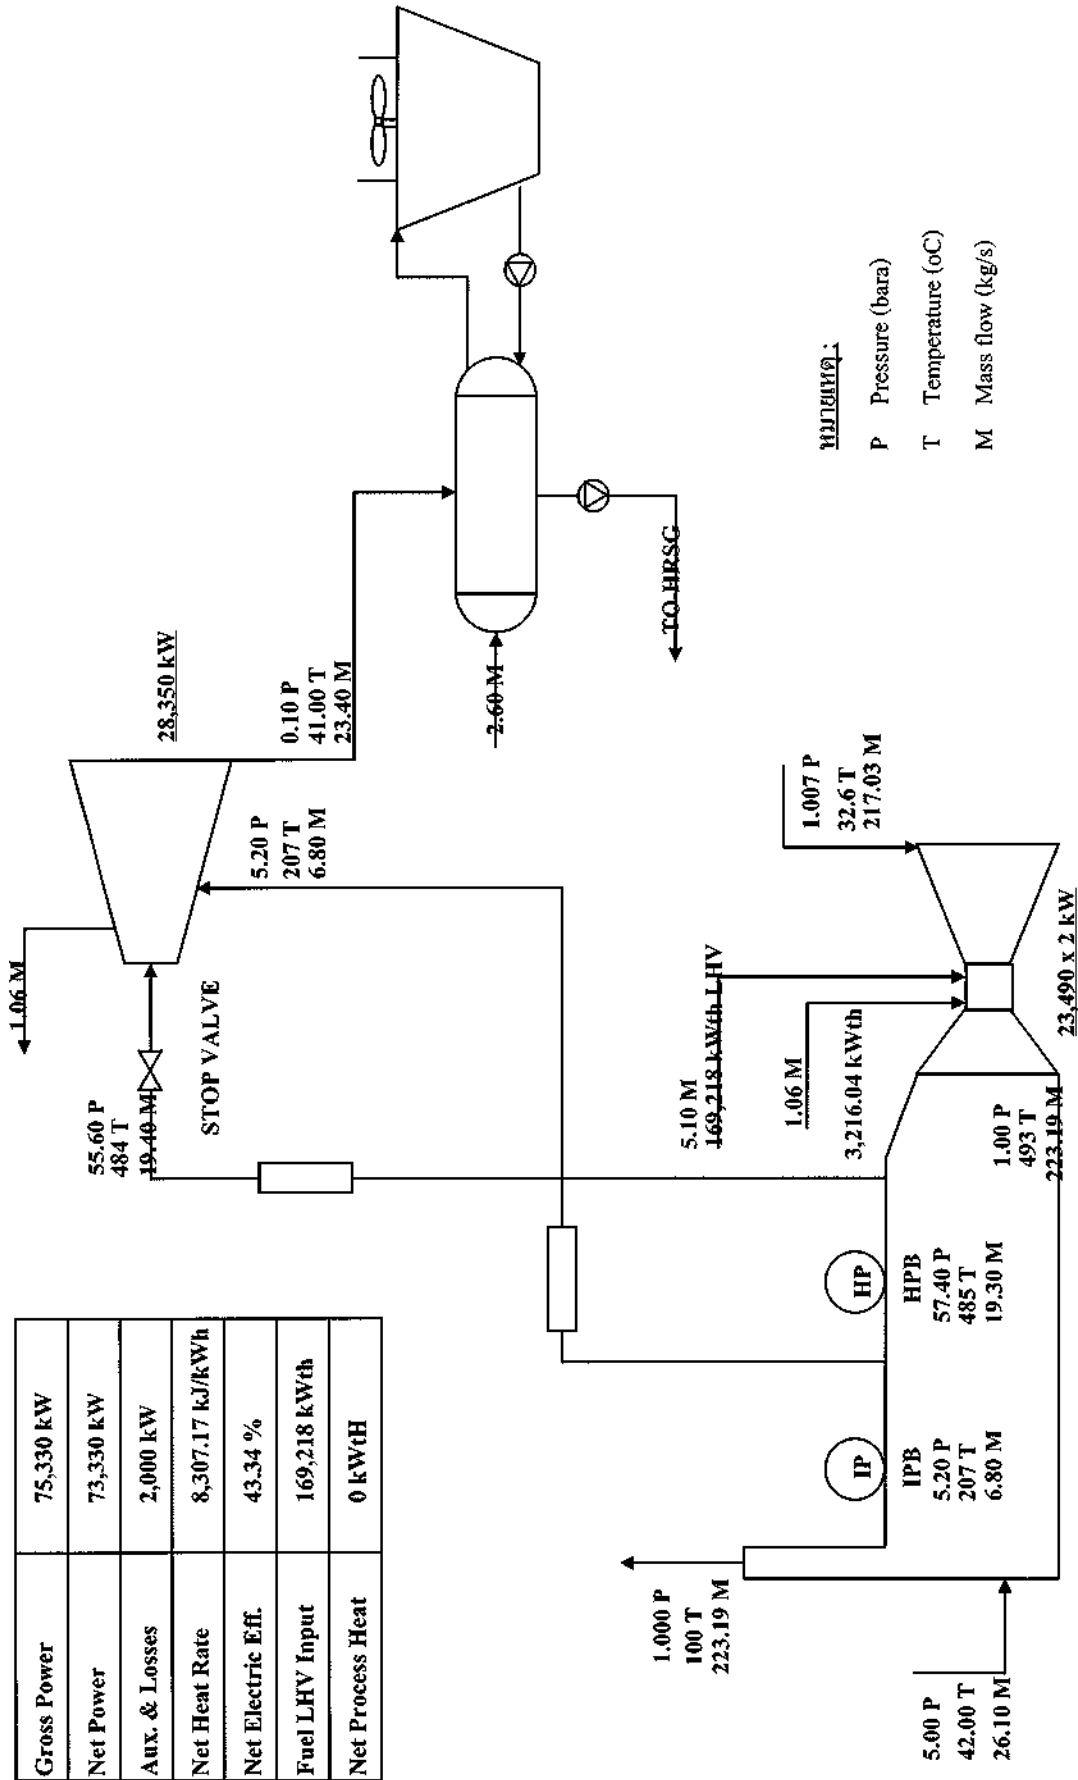 Gross Power 75,330 kW
Net Power 73,330 kW
Aux. & Losses 2,000 kW
Net Heat Rate 8,307.17 kJ/kWh
Net Electric Eff. 43.34 %
Fuel LHV Input 169,218 kWth
Net Process Heat 0 kWtH
1.06 M
55.60 P
484 T
19.40 M
STOP VALVE
28,350 kW
5.20 P
207 T
6.80 M
0.10 P
41.00 T
23.40 M
2.60 M
TO HRSG
1.000 P
100 T
223.19 M
5.00 P
42.00 T
26.10 M
IP
IPB
5.20 P
207 T
6.80 M
HP
HPB
57.40 P
485 T
19.30 M
5.10 M
169,218 kWth LHV
1.06 M
3,216.04 kWth
1.00 P
493 T
223.19 M
1.007 P
32.6 T
217.03 M
23,490 x 2 kW
หมายเหตุ :
P Pressure (bara)
T Temperature (oC)
M Mass flow (kg/s)